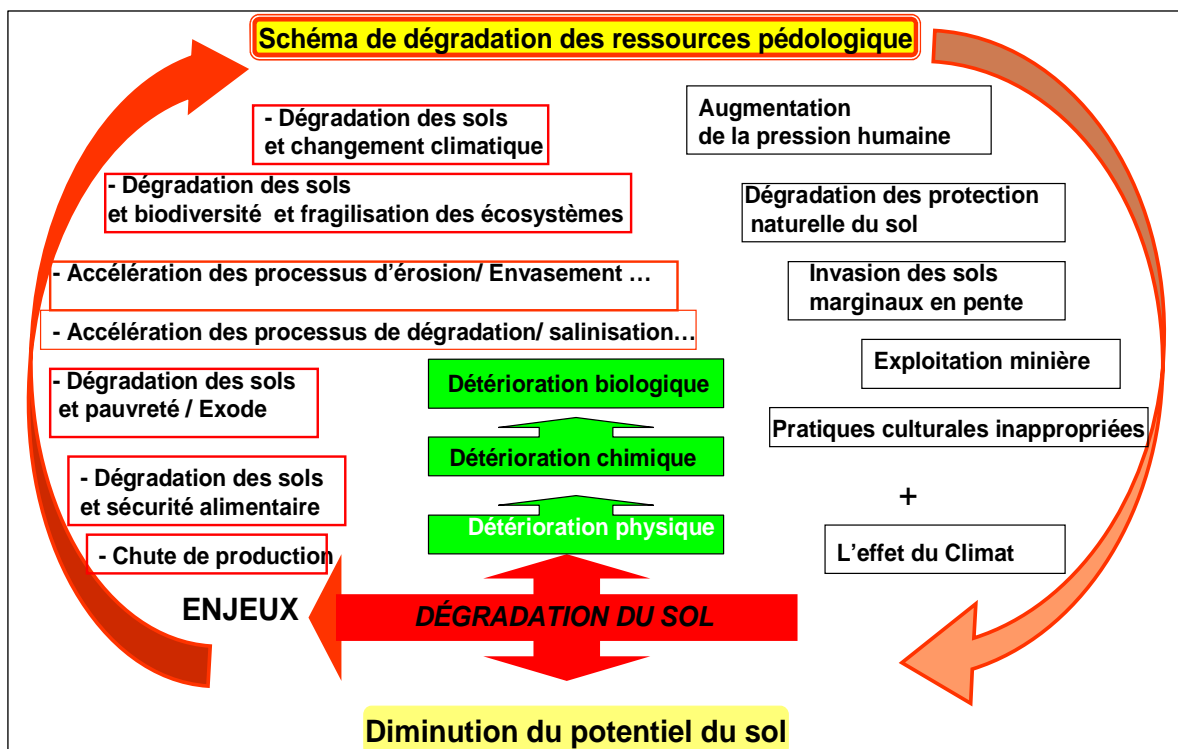 Schéma de dégradation des ressources pédologique
- Dégradation des sols
et changement climatique
- Dégradation des sols
et biodiversité et fragilisation des écosystèmes
- Accélération des processus d'érosion/ Envasement …
- Accélération des processus de dégradation/ salinisation…
- Dégradation des sols
et pauvreté / Exode
- Dégradation des sols
et sécurité alimentaire
- Chute de production
ENJEUX
Détérioration biologique
Détérioration chimique
Détérioration physique
DÉGRADATION DU SOL
Augmentation
de la pression humaine
Dégradation des protection
naturelle du sol
Invasion des sols
marginaux en pente
Exploitation minière
Pratiques culturales inappropriées
+
L'effet du Climat
Diminution du potentiel du sol